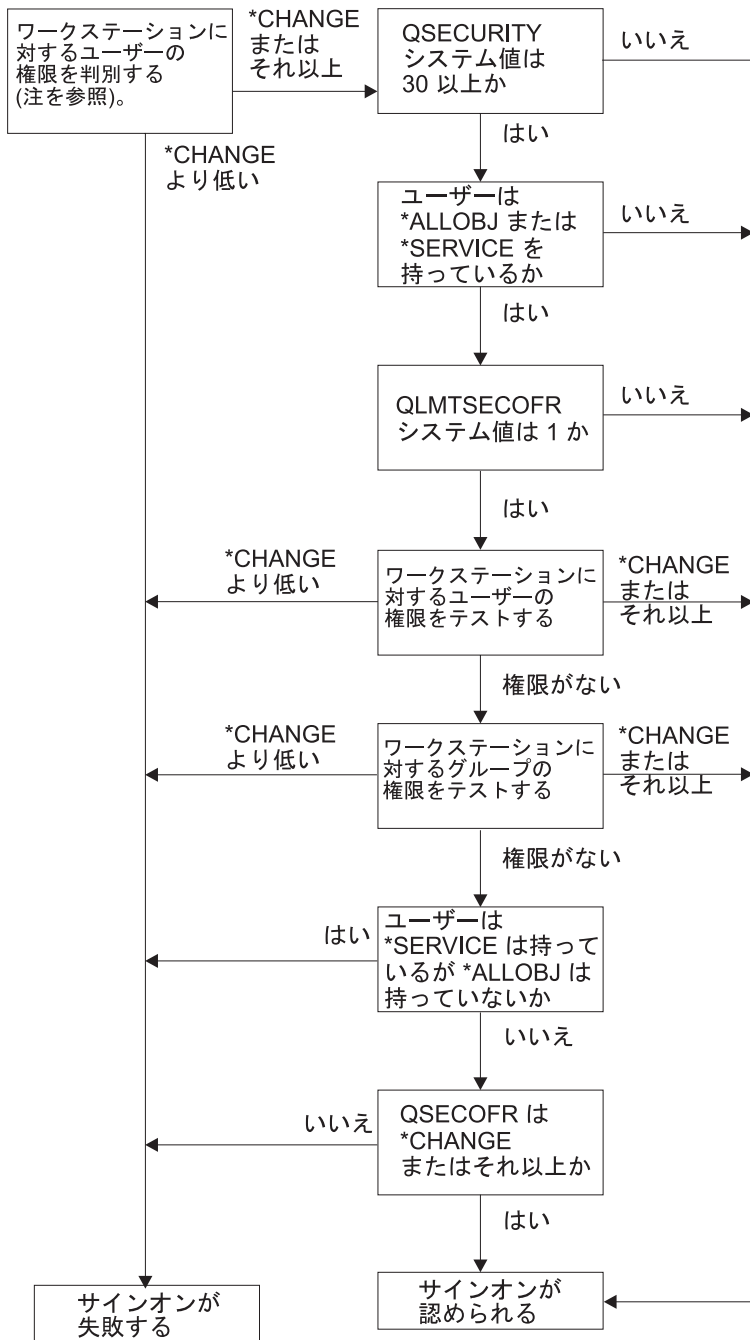 ワークステーションに
対するユーザーの
権限を判別する
(注を参照)。
*CHANGE
または
それ以上
QSECURITY
システム値は
30 以上か
いいえ
はい
*CHANGE
より低い
ユーザーは
*ALLOBJ または
*SERVICE を
持っているか
いいえ
はい
QLMTSECOFR
システム値は 1 か
いいえ
はい
*CHANGE
より低い
ワークステーションに
対するユーザーの
権限をテストする
*CHANGE
または
それ以上
権限がない
*CHANGE
より低い
ワークステーションに
対するグループの
権限をテストする
*CHANGE
または
それ以上
権限がない
はい
ユーザーは
*SERVICE は持って
いるが *ALLOBJ は
持っていないか
いいえ
いいえ
QSECOFR は
*CHANGE
またはそれ以上か
はい
サインオンが
失敗する
サインオンが
認められる